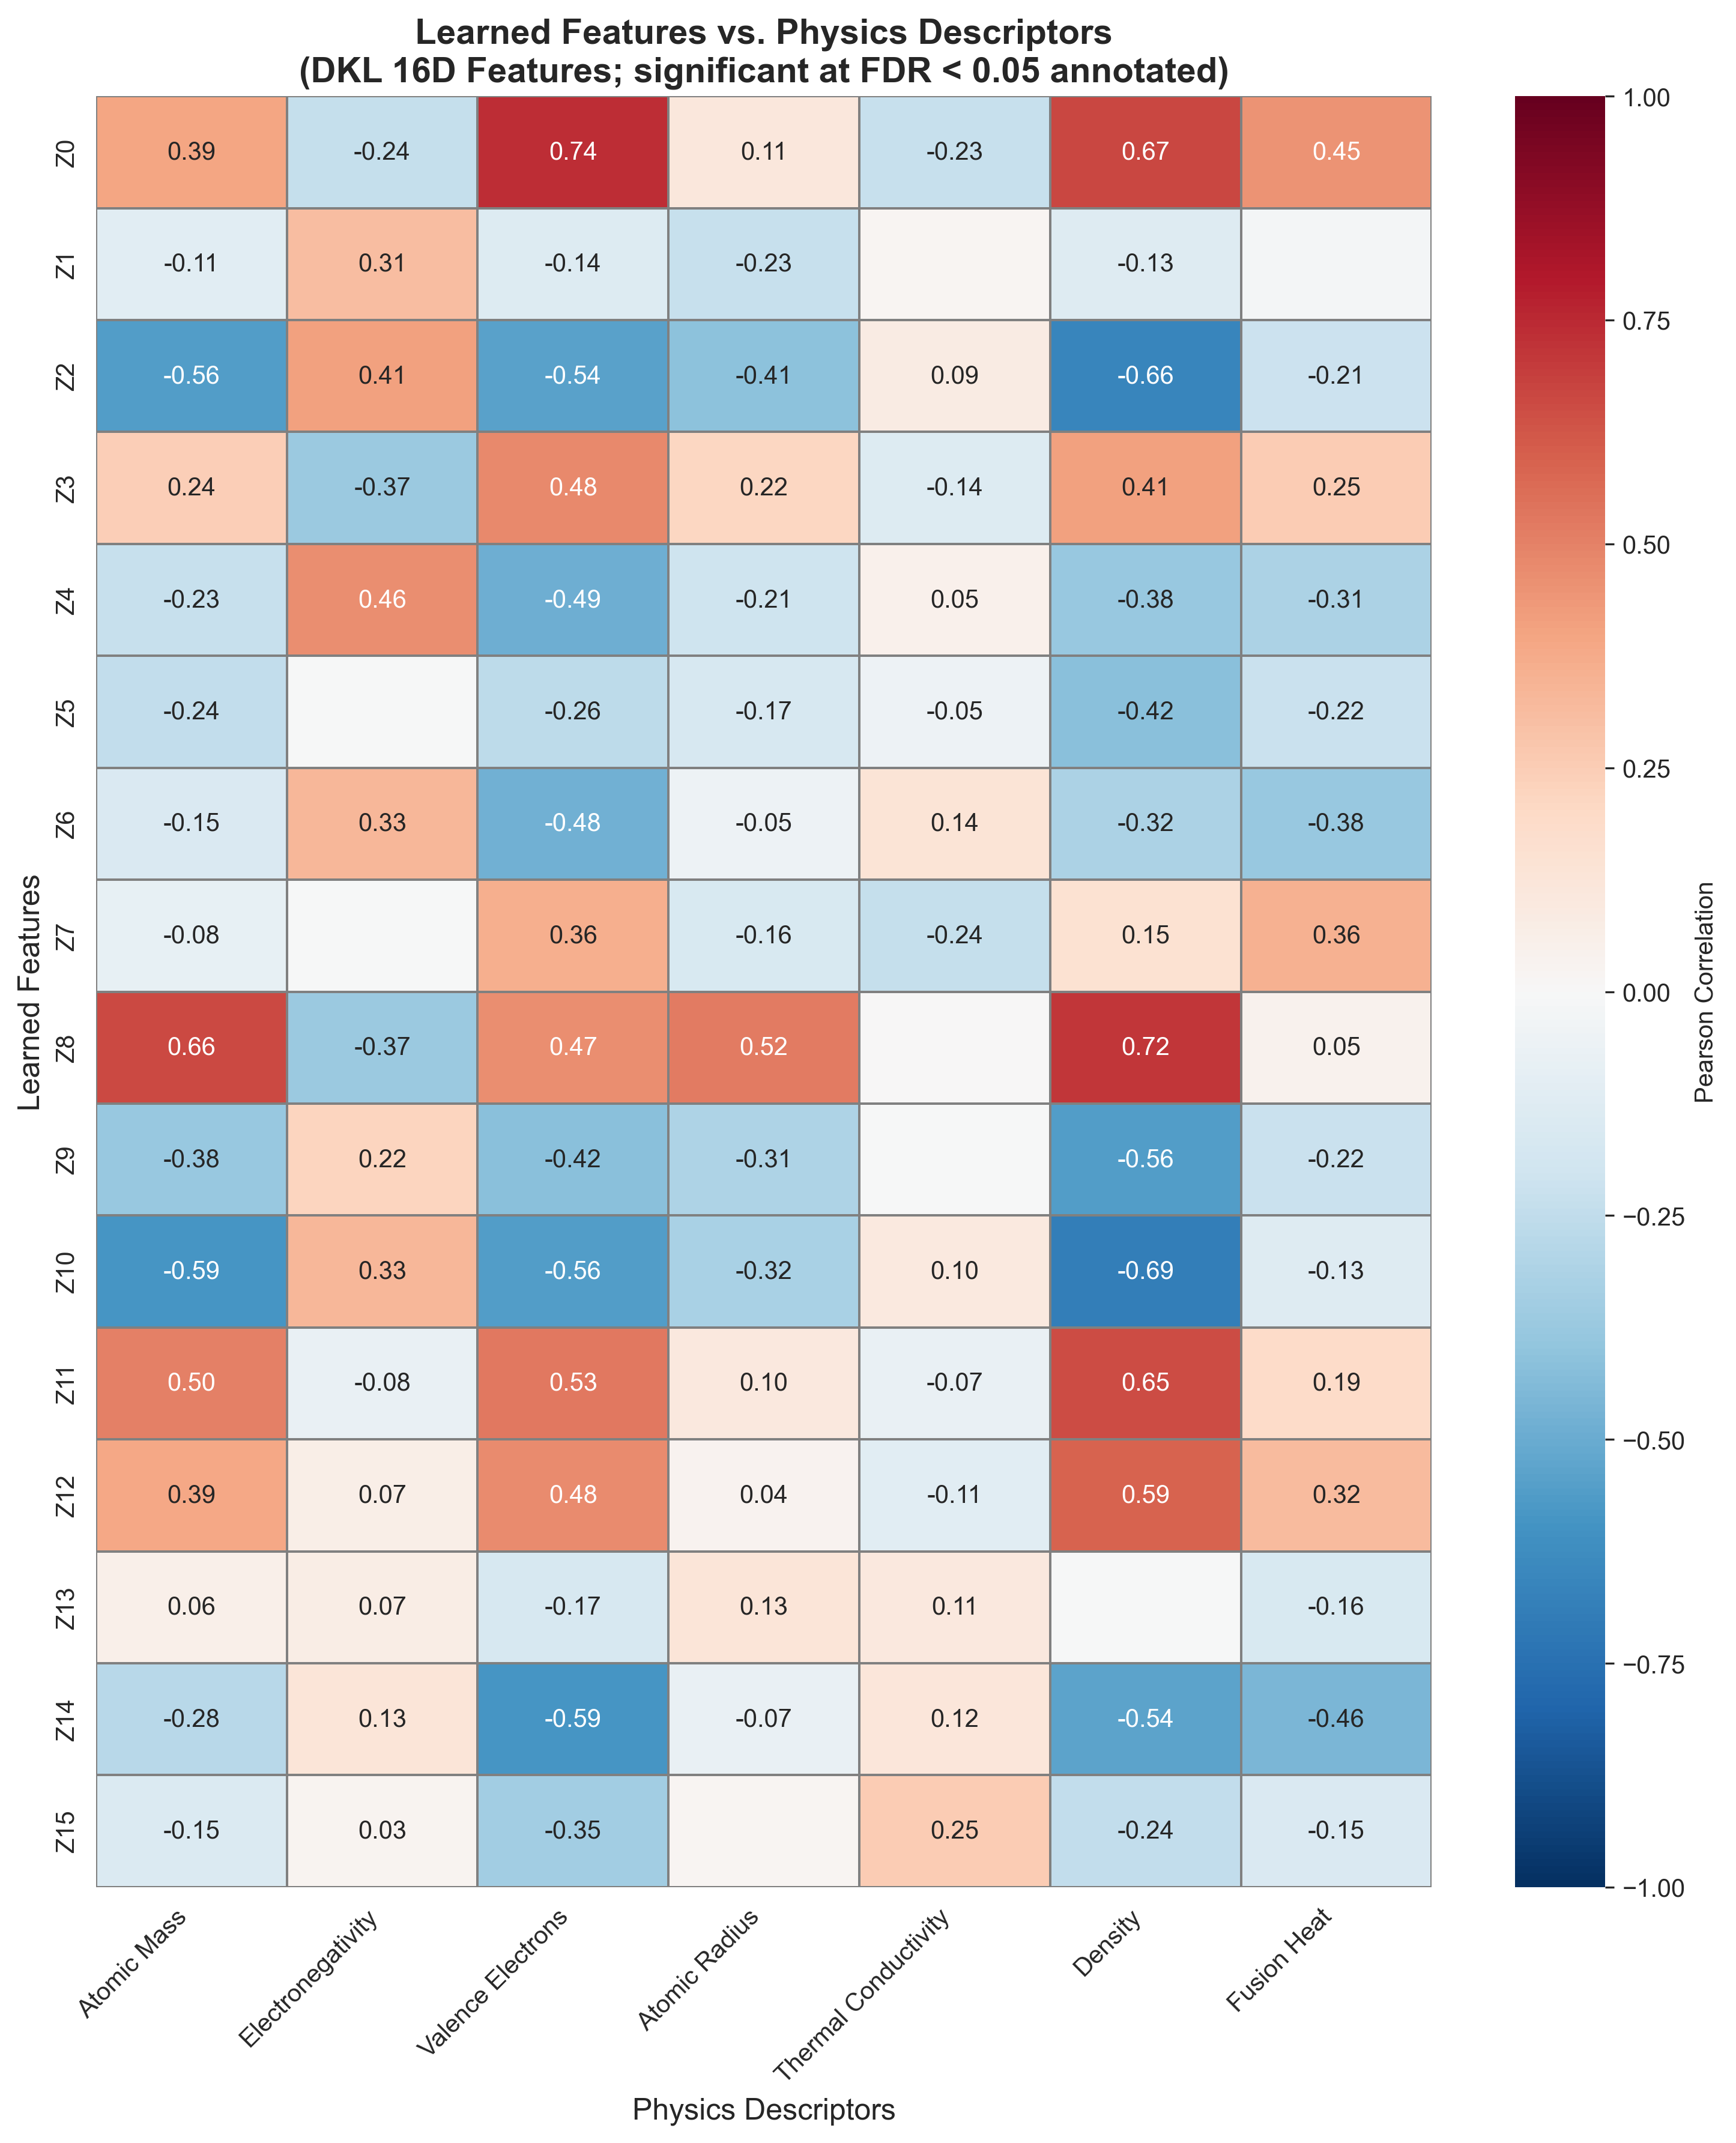 Learned Features vs. Physics Descriptors
(DKL 16D Features; significant at FDR < 0.05 annotated)
Learned Features
Z0 0.39 -0.24 0.74 0.11 -0.23 0.67 0.45
Z1 -0.11 0.31 -0.14 -0.23 -0.13
Z2 -0.56 0.41 -0.54 -0.41 0.09 -0.66 -0.21
Z3 0.24 -0.37 0.48 0.22 -0.14 0.41 0.25
Z4 -0.23 0.46 -0.49 -0.21 0.05 -0.38 -0.31
Z5 -0.24 -0.26 -0.17 -0.05 -0.42 -0.22
Z6 -0.15 0.33 -0.48 -0.05 0.14 -0.32 -0.38
Z7 -0.08 0.36 -0.16 -0.24 0.15 0.36
Z8 0.66 -0.37 0.47 0.52 0.72 0.05
Z9 -0.38 0.22 -0.42 -0.31 -0.56 -0.22
Z10 -0.59 0.33 -0.56 -0.32 0.10 -0.69 -0.13
Z11 0.50 -0.08 0.53 0.10 -0.07 0.65 0.19
Z12 0.39 0.07 0.48 0.04 -0.11 0.59 0.32
Z13 0.06 0.07 -0.17 0.13 0.11 -0.16
Z14 -0.28 0.13 -0.59 -0.07 0.12 -0.54 -0.46
Z15 -0.15 0.03 -0.35 0.25 -0.24 -0.15
Atomic Mass
Electronegativity
Valence Electrons
Atomic Radius
Thermal Conductivity
Density
Fusion Heat
Physics Descriptors
1.00
0.75
0.50
0.25
0.00
−0.25
−0.50
−0.75
−1.00
Pearson Correlation